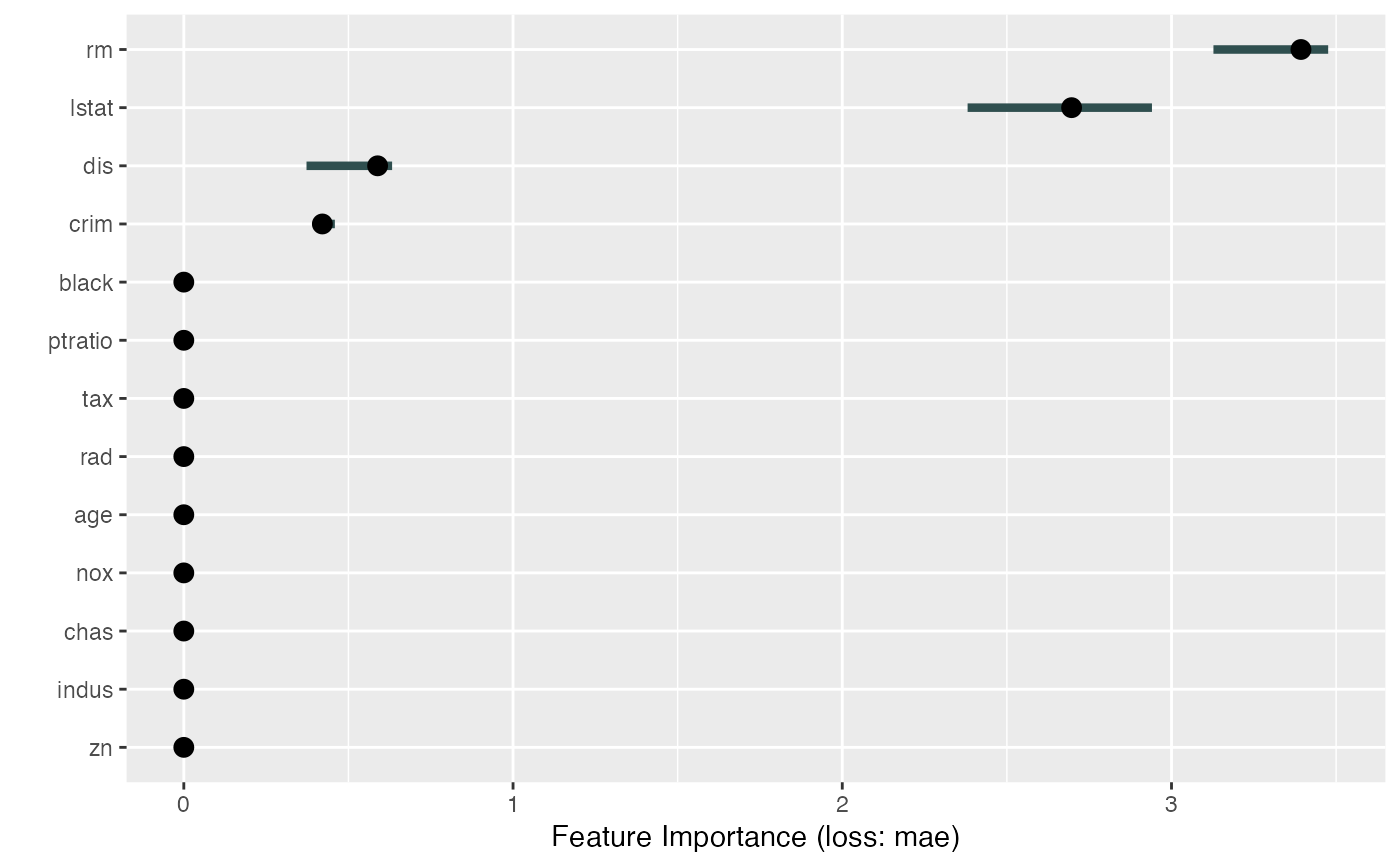 rm
lstat
dis
crim
black
ptratio
tax
rad
age
nox
chas
indus
zn
0 1 2 3
Feature Importance (loss: mae)